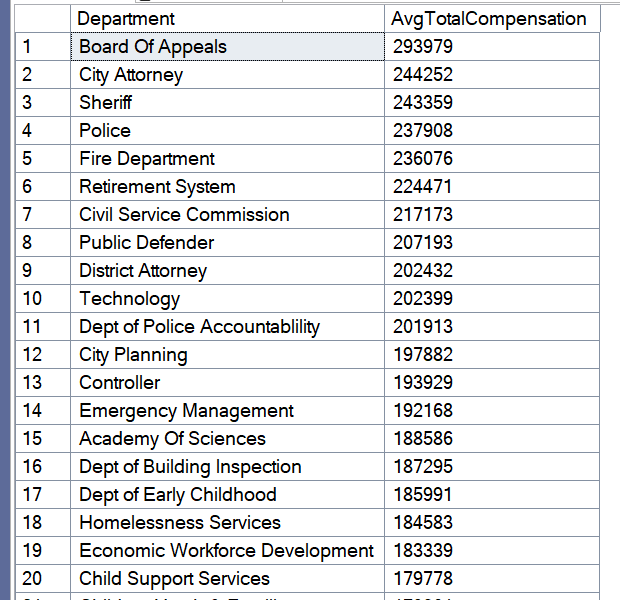 Department AvgTotalCompensation
1 Board Of Appeals 293979
2 City Attorney 244252
3 Sheriff 243359
4 Police 237908
5 Fire Department 236076
6 Retirement System 224471
7 Civil Service Commission 217173
8 Public Defender 207193
9 District Attorney 202432
10 Technology 202399
11 Dept of Police Accountablility 201913
12 City Planning 197882
13 Controller 193929
14 Emergency Management 192168
15 Academy Of Sciences 188586
16 Dept of Building Inspection 187295
17 Dept of Early Childhood 185991
18 Homelessness Services 184583
19 Economic Workforce Development 183339
20 Child Support Services 179778